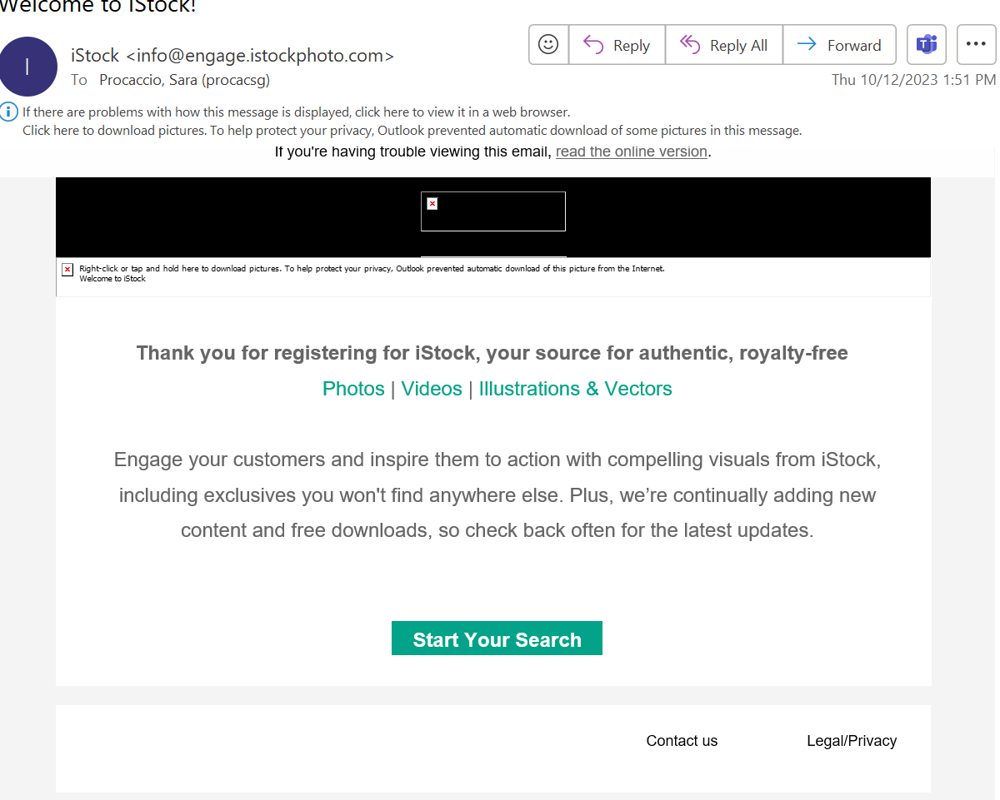 Welcome to iStock!
Reply
Reply All
Forward
I
iStock <info@engage.istockphoto.com>
To Procaccio, Sara (procacsg)
Thu 10/12/2023 1:51 PM
If there are problems with how this message is displayed, click here to view it in a web browser.
Click here to download pictures. To help protect your privacy, Outlook prevented automatic download of some pictures in this message.
If you're having trouble viewing this email, read the online version.
Right-click or tap and hold here to download pictures. To help protect your privacy, Outlook prevented automatic download of this picture from the Internet.
Welcome to iStock
Thank you for registering for iStock, your source for authentic, royalty-free
Photos | Videos | Illustrations & Vectors
Engage your customers and inspire them to action with compelling visuals from iStock,
including exclusives you won't find anywhere else. Plus, we’re continually adding new
content and free downloads, so check back often for the latest updates.
Start Your Search
Contact us
Legal/Privacy